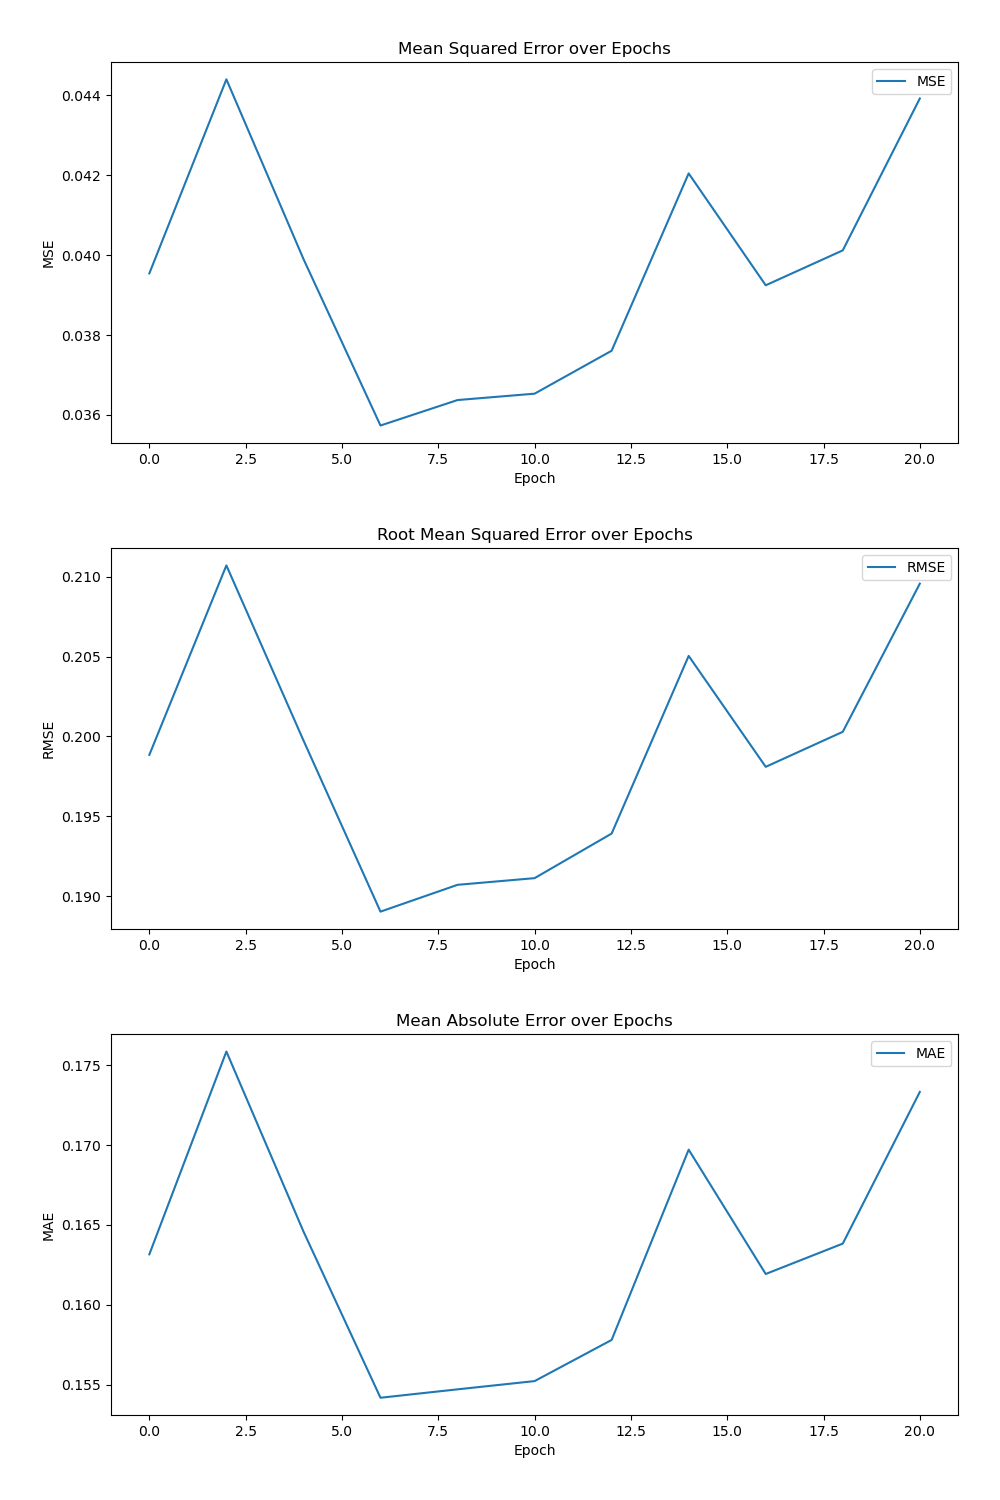 Mean Squared Error over Epochs
MSE
0.044
0.042
0.040
0.038
0.036
MSE
0.0 2.5 5.0 7.5 10.0 12.5 15.0 17.5 20.0
Epoch
Root Mean Squared Error over Epochs
RMSE
0.210
0.205
0.200
0.195
0.190
RMSE
0.0 2.5 5.0 7.5 10.0 12.5 15.0 17.5 20.0
Epoch
Mean Absolute Error over Epochs
MAE
0.175
0.170
0.165
0.160
0.155
MAE
0.0 2.5 5.0 7.5 10.0 12.5 15.0 17.5 20.0
Epoch